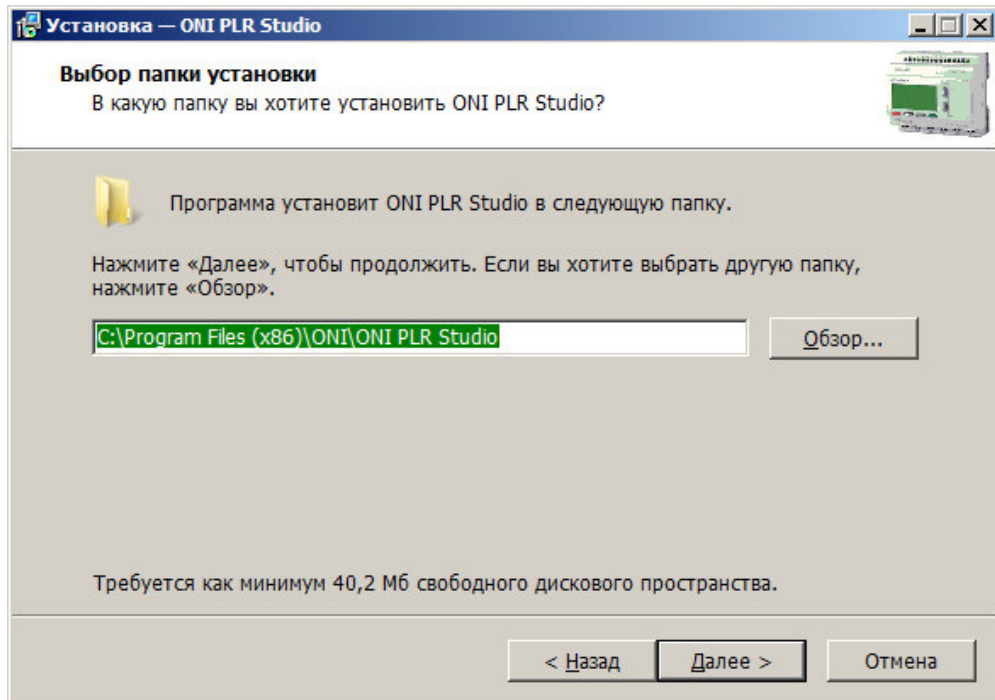 Установка — ONI PLR Studio
Выбор папки установки
В какую папку вы хотите установить ONI PLR Studio?
Программа установит ONI PLR Studio в следующую папку.
Нажмите «Далее», чтобы продолжить. Если вы хотите выбрать другую папку,
нажмите «Обзор».
C:\Program Files (x86)\ONI\ONI PLR Studio
Обзор...
Требуется как минимум 40,2 Мб свободного дискового пространства.
< Назад
Далее >
Отмена